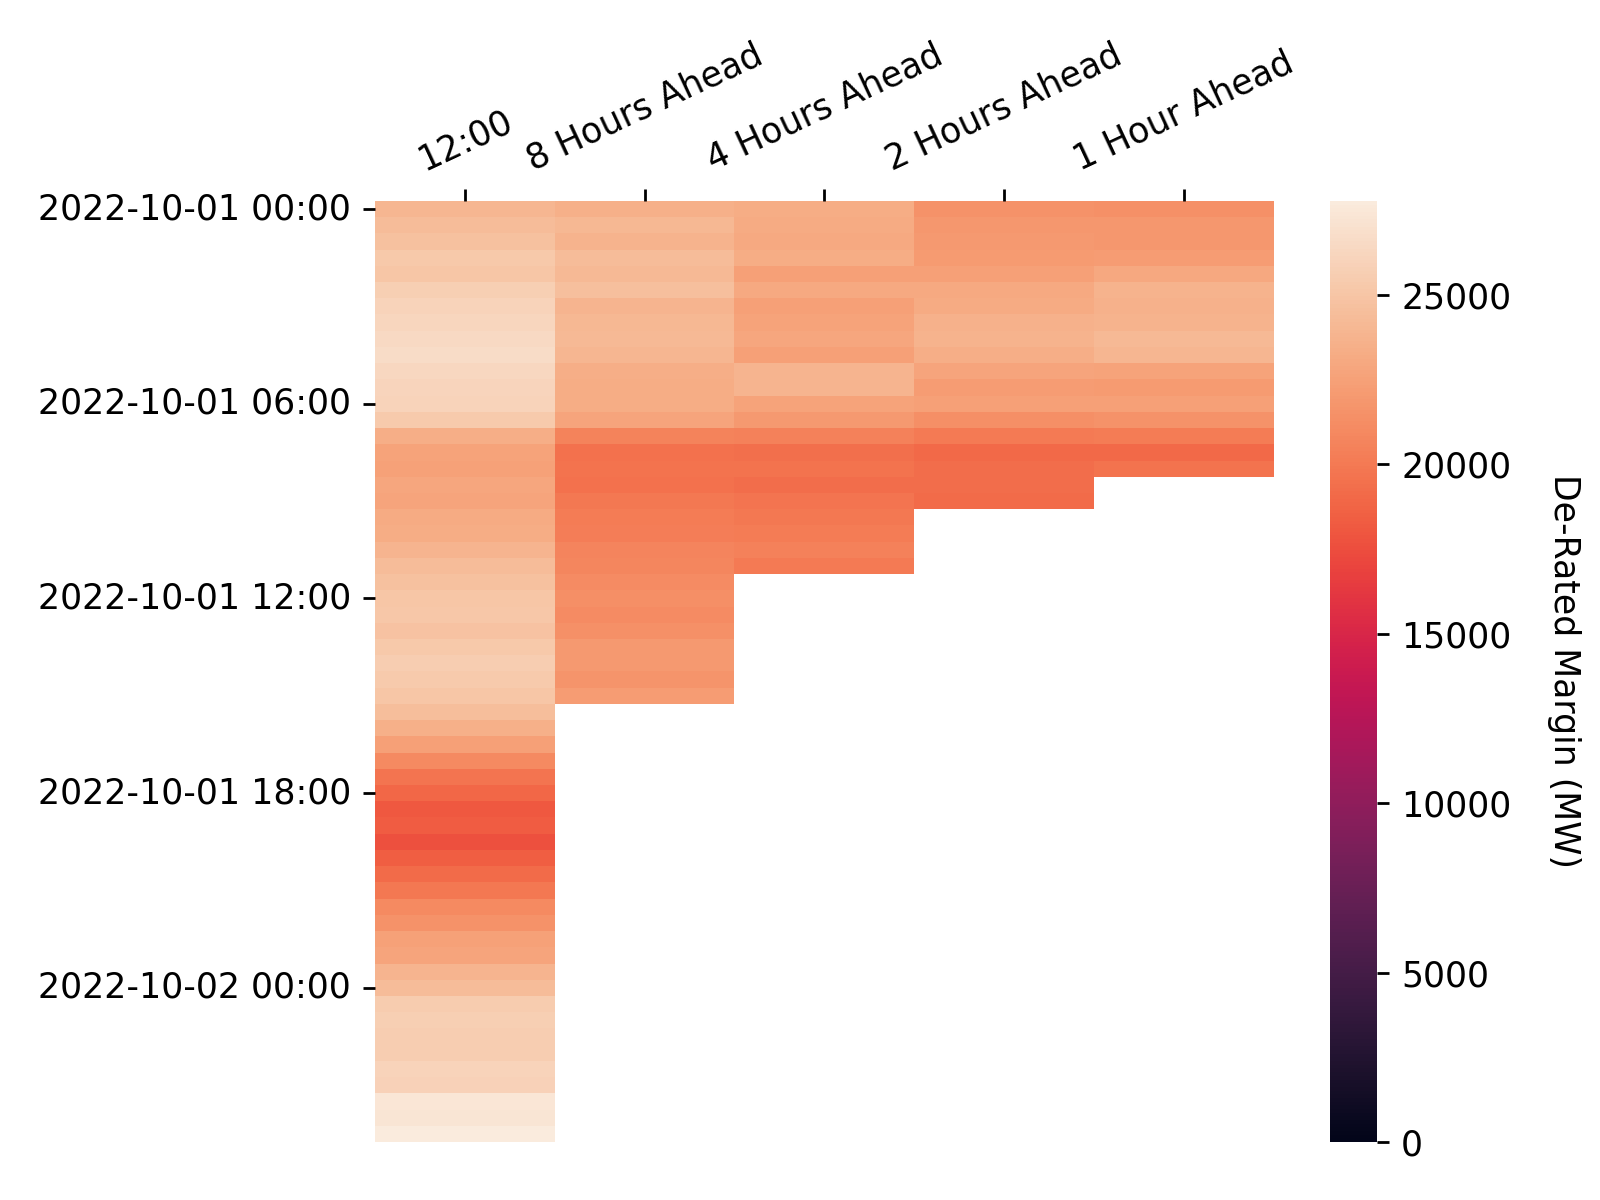 12:00
8 Hours Ahead
4 Hours Ahead
2 Hours Ahead
1 Hour Ahead
2022-10-01 00:00
2022-10-01 06:00
2022-10-01 12:00
2022-10-01 18:00
2022-10-02 00:00
25000
20000
15000
10000
5000
0
De-Rated Margin (MW)